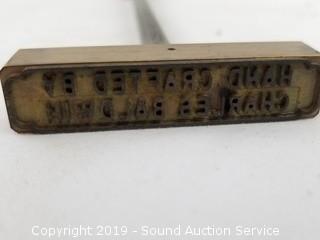 HAND CRAFTED BY
CHARLES BALDWIN
Copyright 2019 - Sound Auction Service